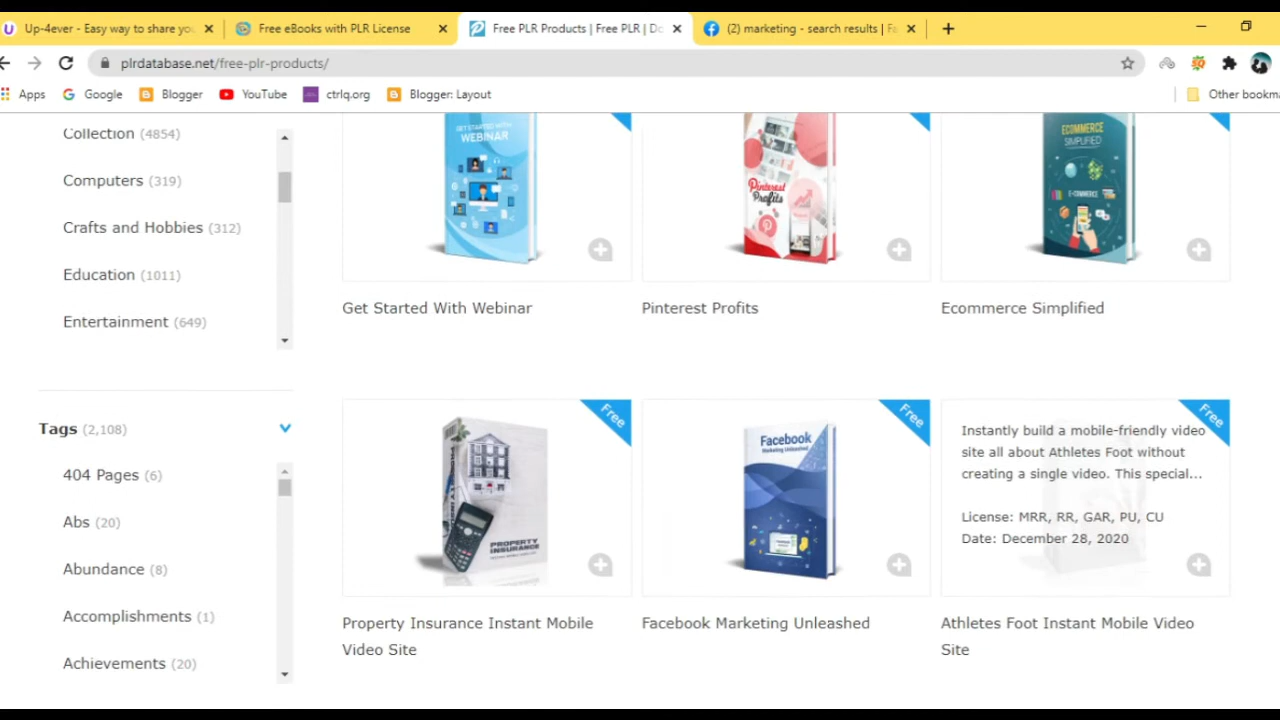 Up-4ever - Easy way to share you
Free eBooks with PLR License
Free PLR Products | Free PLR | Do
(2) marketing - search results | Fa
plrdatabase.net/free-plr-products/
Apps
Google
Blogger
YouTube
ctrlq.org
Blogger: Layout
Other bookma
Collection (4854)
Computers (319)
Crafts and Hobbies (312)
Education (1011)
Entertainment (649)
Tags (2,108)
404 Pages (6)
Abs (20)
Abundance (8)
Accomplishments (1)
Achievements (20)
GET STARTED WITH
WEBINAR
Pinterest
Profits
ECOMMERCE
SIMPLIFIED
E-COMMERCE
Get Started With Webinar
Pinterest Profits
Ecommerce Simplified
Free
PROPERTY
INSURANCE
Free
Facebook
Marketing Unleashed
Free
Instantly build a mobile-friendly video
site all about Athletes Foot without
creating a single video. This special...
License: MRR, RR, GAR, PU, CU
Date: December 28, 2020
Property Insurance Instant Mobile
Video Site
Facebook Marketing Unleashed
Athletes Foot Instant Mobile Video
Site